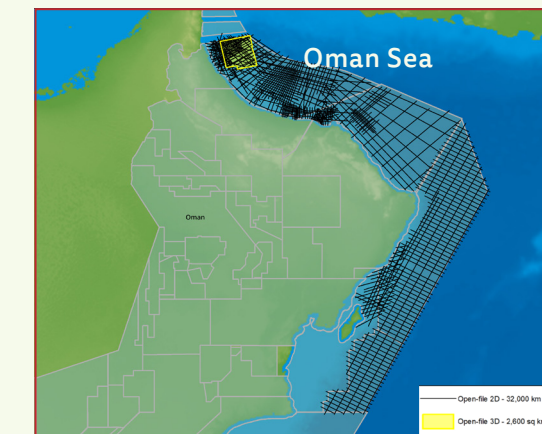 Oman Sea
Oman
Open-file 2D - 32,000 km
Open-file 3D - 2,600 sq k